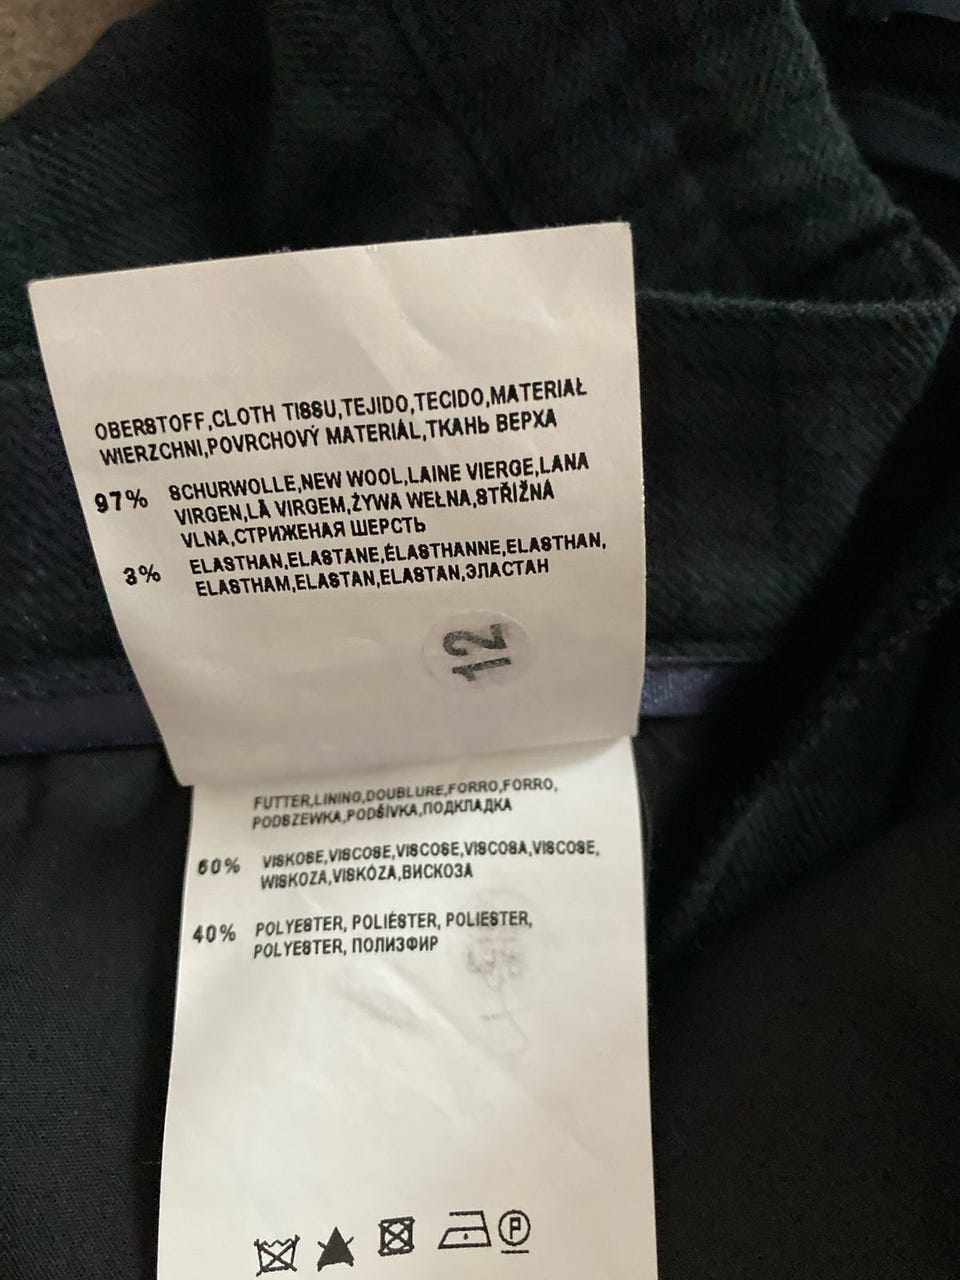 OBERSTOFF,CLOTH TISSU,TEJIDO,TECIDO,MATERIAŁ
WIERZCHNI,POVRCHOVÝ MATERIÁL,ТКАНЬ ВЕРХА
97% SCHURWOLLE,NEW WOOL,LAINE VIERGE,LANA
VIRGEN,LÃ VIRGEM,ŻYWA WEŁNA,STŘIŽNÁ
VLNA,СТРИЖЕНАЯ ШЕРСТЬ
3% ELASTHAN,ELASTANE,ÉLASTHANNE,ELASTHAN,
ELASTHAM,ELASTAN,ELASTAN,ЭЛАСТАН
12
FUTTER,LINING,DOUBLURE,FORRO,FORRO,
PODSZEWKA,PODŠÍVKA,ПОДКЛАДКА
60% VISKOSE,VISCOSE,VISCOSE,VISCOSA,VISCOSE,
WISKOZA,VISKÓZA,ВИСКОЗА
40% POLYESTER, POLIÉSTER, POLIESTER,
POLYESTER, ПОЛИЗФИР
P